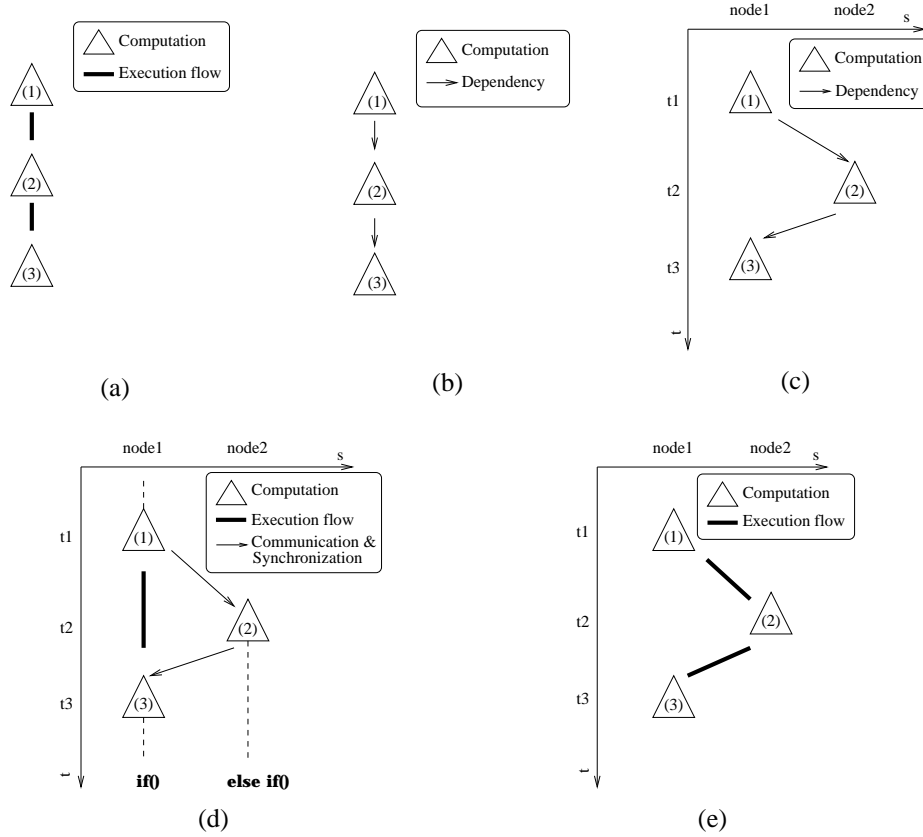 Computation
Execution flow
(1)
(2)
(3)
(a)
Computation
Dependency
(1)
(2)
(3)
(b)
node1 node2
s
Computation
Dependency
t1
(1)
t2
(2)
t3
(3)
t
(c)
node1 node2
s
Computation
Execution flow
Communication &
Synchronization
t1
(1)
t2
(2)
t3
(3)
t
if() else if()
(d)
node1 node2
s
Computation
Execution flow
t1
(1)
t2
(2)
t3
(3)
t
(e)